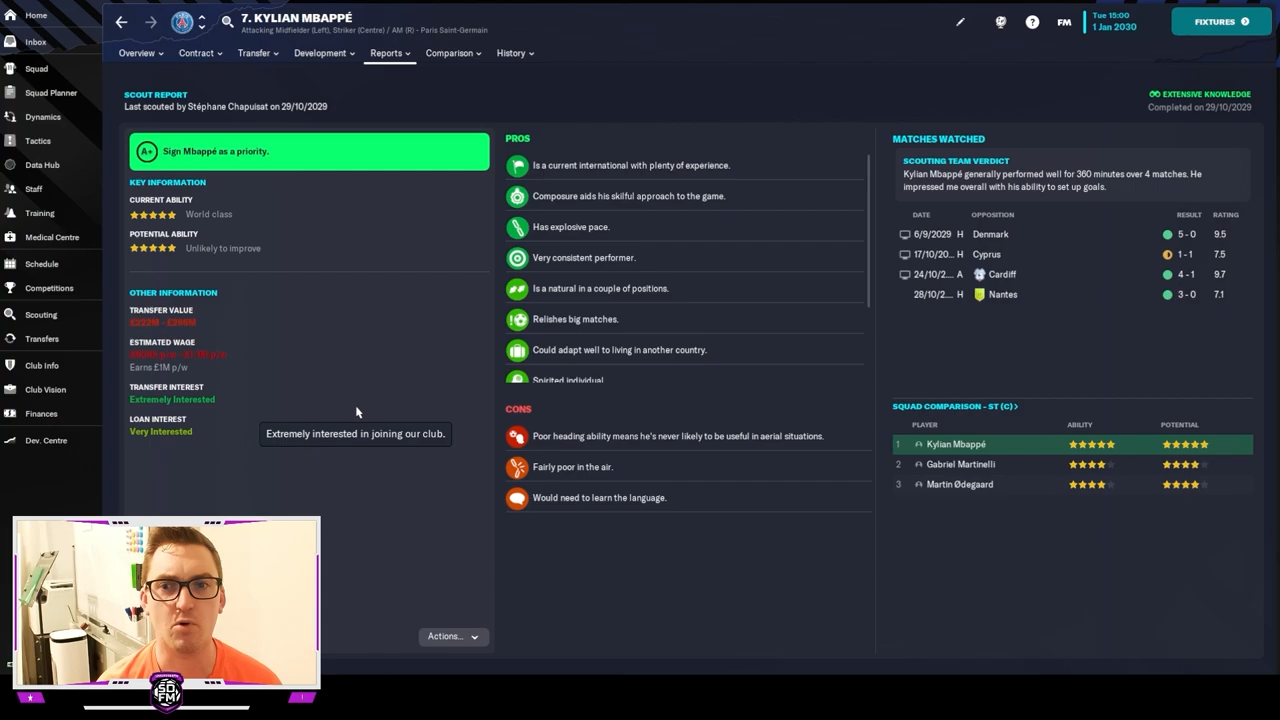 Home
Inbox
Squad
Squad Planner
Dynamics
Tactics
Data Hub
Staff
Training
Medical Centre
Schedule
Competitions
Scouting
Transfers
Club Info
Club Vision
Finances
Dev. Centre
7. KYLIAN MBAPPÉ
Attacking Midfielder (Left), Striker (Centre) / AM (R) - Paris Saint-Germain
FM
Tue 15:00
1 Jan 2030
FIXTURES
Overview
Contract
Transfer
Development
Reports
Comparison
History
SCOUT REPORT
Last scouted by Stéphane Chapuisat on 29/10/2029
EXTENSIVE KNOWLEDGE
Completed on 29/10/2029
A+ Sign Mbappé as a priority.
KEY INFORMATION
CURRENT ABILITY
World class
POTENTIAL ABILITY
Unlikely to improve
OTHER INFORMATION
TRANSFER VALUE
ESTIMATED WAGE
Earns £1M p/w
TRANSFER INTEREST
Extremely Interested
LOAN INTEREST
Very Interested
Extremely interested in joining our club.
Actions...
PROS
Is a current international with plenty of experience.
Composure aids his skilful approach to the game.
Has explosive pace.
Very consistent performer.
Is a natural in a couple of positions.
Relishes big matches.
Could adapt well to living in another country.
Spirited individual
CONS
Poor heading ability means he's never likely to be useful in aerial situations.
Fairly poor in the air.
Would need to learn the language.
MATCHES WATCHED
SCOUTING TEAM VERDICT
Kylian Mbappé generally performed well for 360 minutes over 4 matches. He
impressed me overall with his ability to set up goals.
DATE OPPOSITION RESULT RATING
6/9/2029 H Denmark 5 - 0 9.5
17/10/20... H Cyprus 1 - 1 7.5
24/10/2... A Cardiff 4 - 1 9.7
28/10/2... H Nantes 3 - 0 7.1
SQUAD COMPARISON - ST (C) >
PLAYER ABILITY POTENTIAL
1 Kylian Mbappé
2 Gabriel Martinelli
3 Martin Ødegaard
SDFM